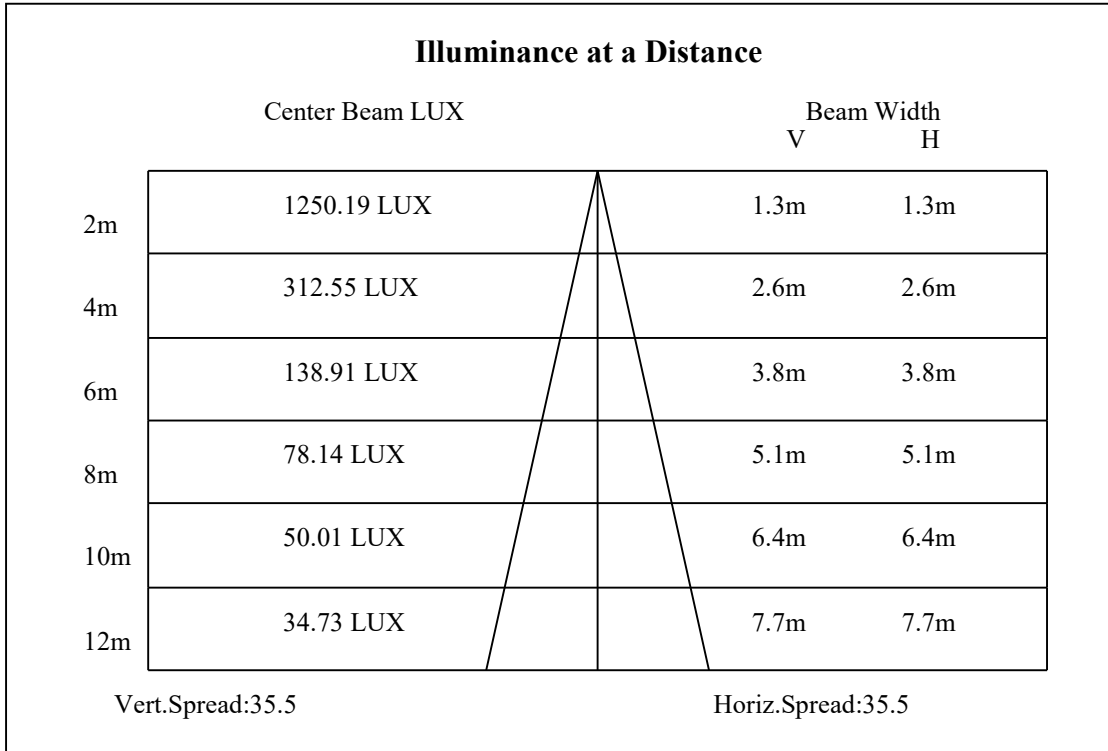 Illuminance at a Distance
Center Beam LUX Beam Width
V H
2m 1250.19 LUX 1.3m 1.3m
4m 312.55 LUX 2.6m 2.6m
6m 138.91 LUX 3.8m 3.8m
8m 78.14 LUX 5.1m 5.1m
10m 50.01 LUX 6.4m 6.4m
12m 34.73 LUX 7.7m 7.7m
Vert.Spread:35.5 Horiz.Spread:35.5